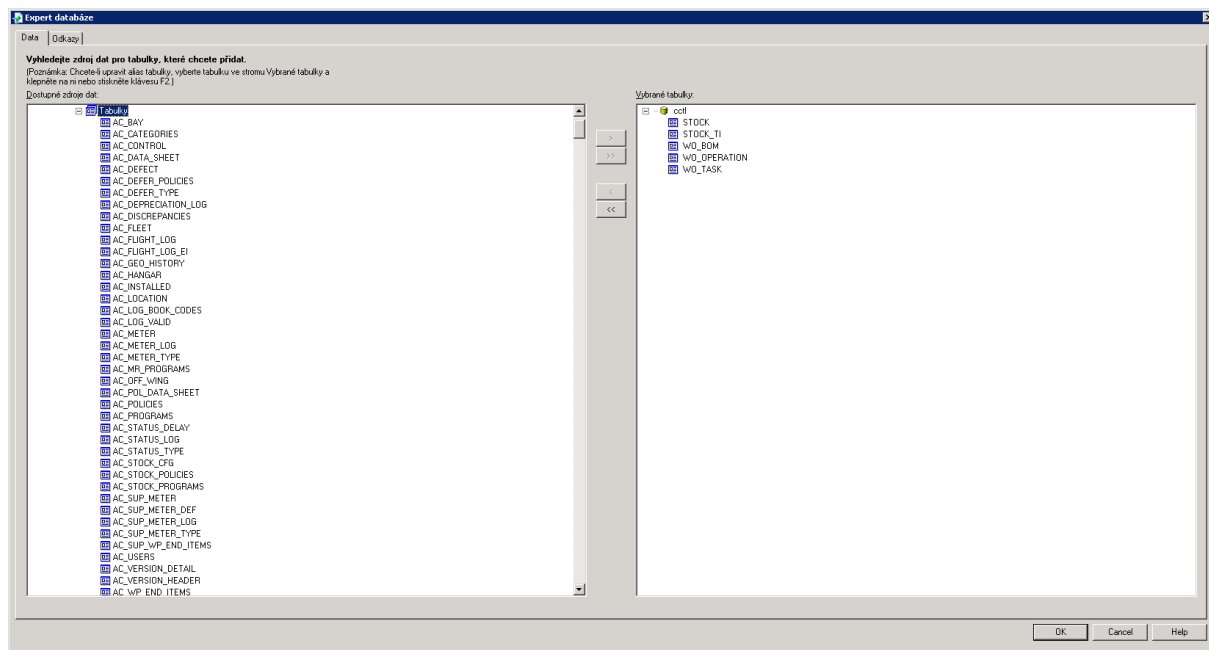 Expert databáze
Data
Odkazy
Vyhledejte zdroj dat pro tabulky, které chcete přidat.
(Poznámka: Chcete-li upravit alias tabulky, vyberte tabulku ve stromu Vybrané tabulky a
klepněte na ni nebo stiskněte klávesu F2.)
Dostupné zdroje dat:
Tabulky
AC_BAY
AC_CATEGORIES
AC_CONTROL
AC_DATA_SHEET
AC_DEFECT
AC_DEFER_POLICIES
AC_DEFER_TYPE
AC_DEPRECIATION_LOG
AC_DISCREPANCIES
AC_FLEET
AC_FLIGHT_LOG
AC_FLIGHT_LOG_EI
AC_GEO_HISTORY
AC_HANGAR
AC_INSTALLED
AC_LOCATION
AC_LOG_BOOK_CODES
AC_LOG_VALID
AC_METER
AC_METER_LOG
AC_METER_TYPE
AC_MR_PROGRAMS
AC_OFF_WING
AC_POL_DATA_SHEET
AC_POLICIES
AC_PROGRAMS
AC_STATUS_DELAY
AC_STATUS_LOG
AC_STATUS_TYPE
AC_STOCK_CFG
AC_STOCK_POLICIES
AC_STOCK_PROGRAMS
AC_SUP_METER
AC_SUP_METER_DEF
AC_SUP_METER_LOG
AC_SUP_METER_TYPE
AC_SUP_WP_END_ITEMS
AC_USERS
AC_VERSION_DETAIL
AC_VERSION_HEADER
AC_WP_END_ITEMS
>
>>
<
<<
Vybrané tabulky:
cctl
STOCK
STOCK_TI
WO_BOM
WO_OPERATION
WO_TASK
OK
Cancel
Help